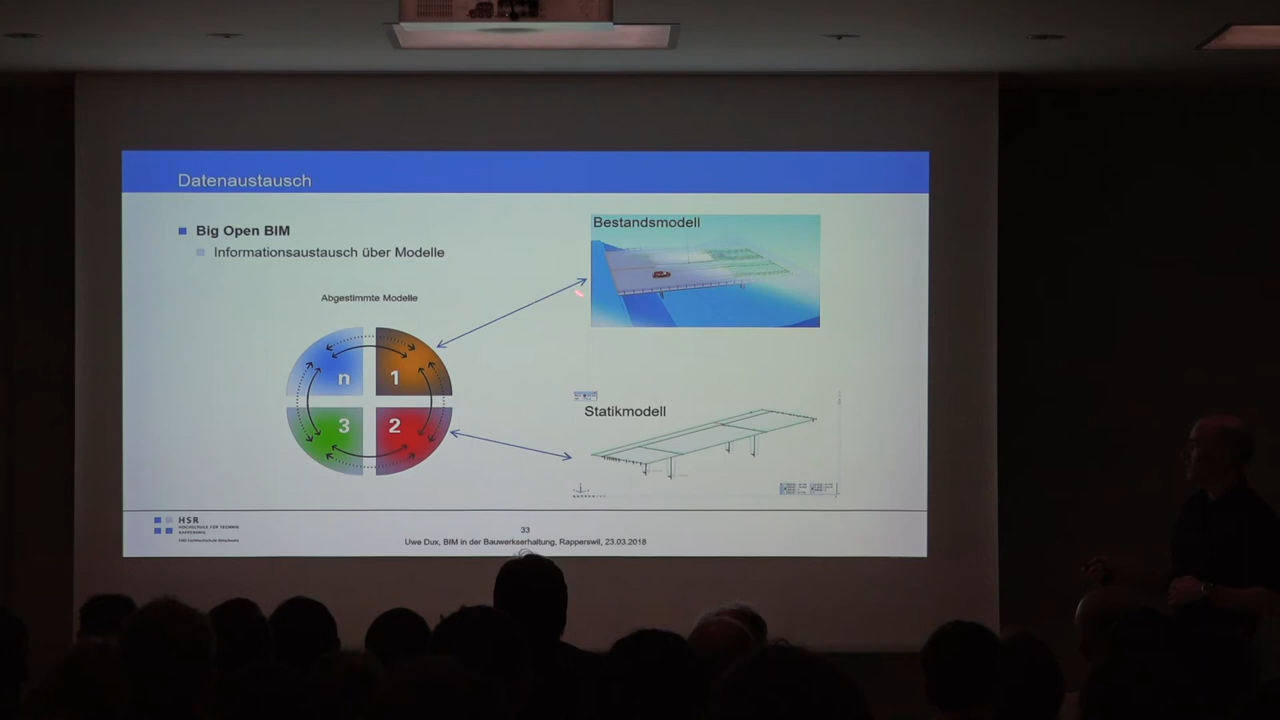 Datenaustausch
Big Open BIM
Informationsaustausch über Modelle
Abgestimmte Modelle
n 1
3 2
Bestandsmodell
Statikmodell
HSR
HOCHSCHULE FÜR TECHNIK
RAPPERSWIL
33
Uwe Dux, BIM in der Bauwerkserhaltung, Rapperswil, 23.03.2018